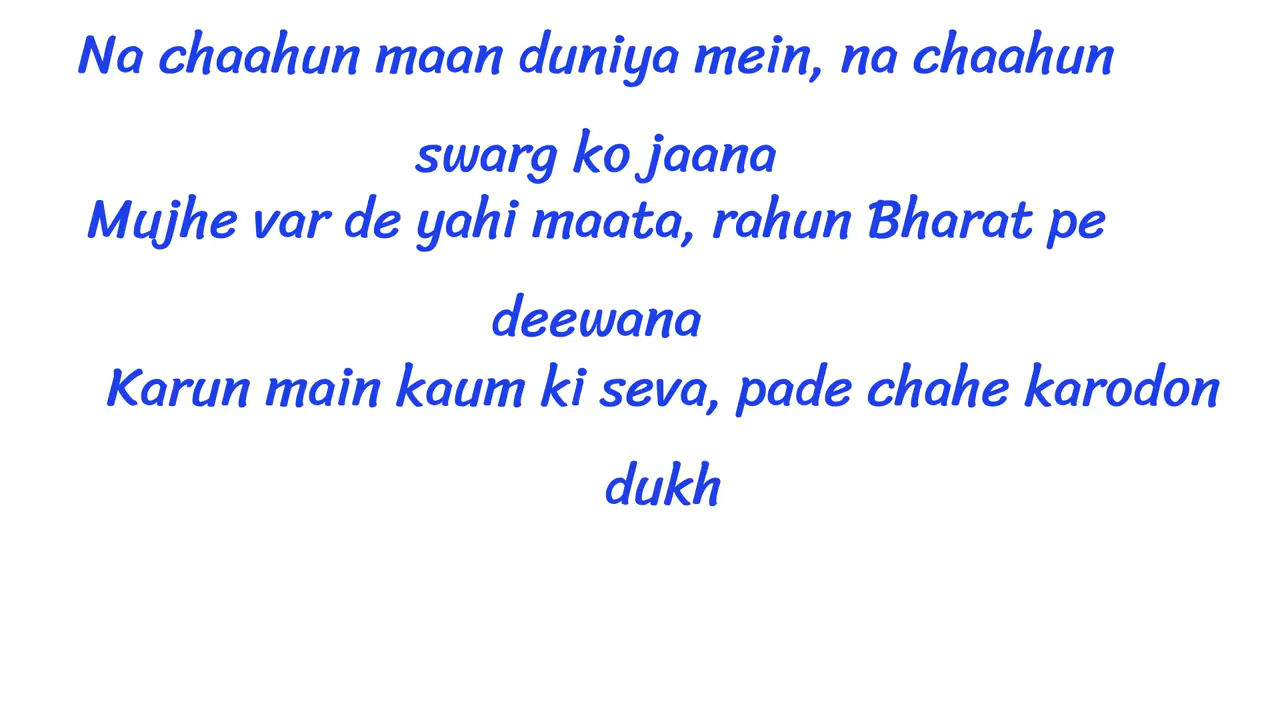 Na chaahun maan duniya mein, na chaahun
swarg ko jaana
Mujhe var de yahi maata, rahun Bharat pe
deewana
Karun main kaum ki seva, pade chahe karodon
dukh